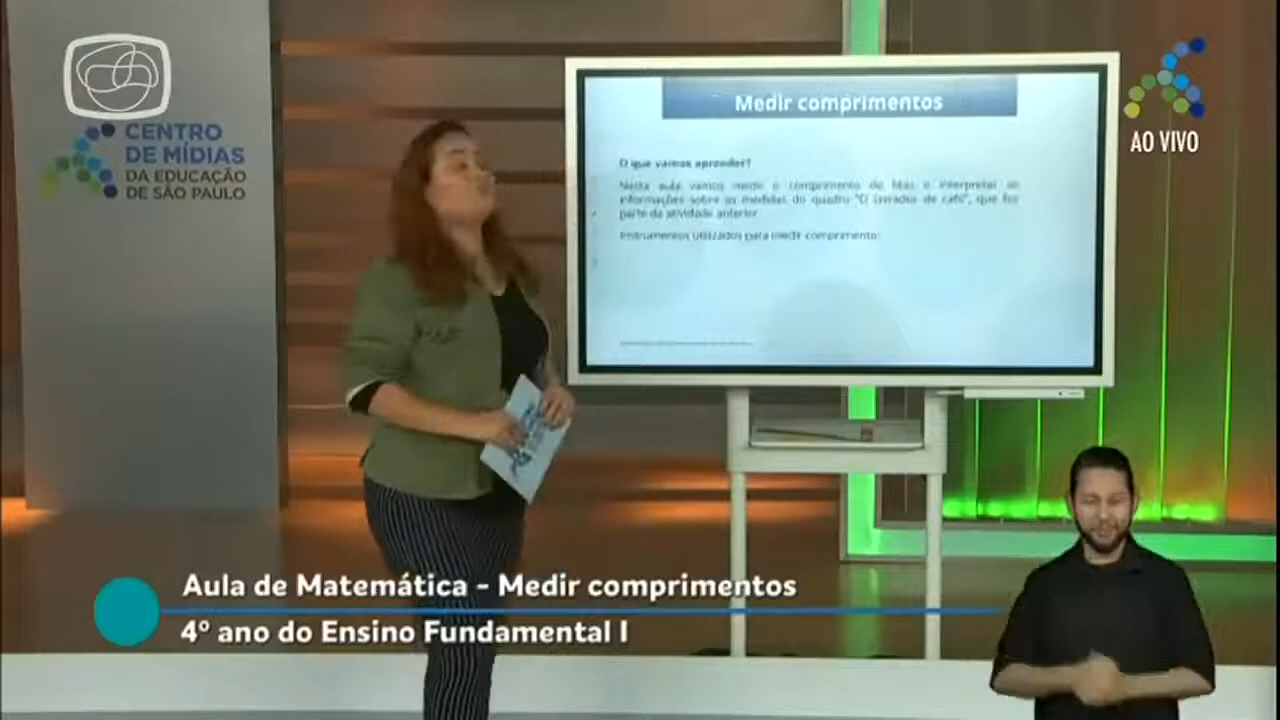 CENTRO
DE MÍDIAS
DA EDUCAÇÃO
DE SÃO PAULO
AO VIVO
Medir comprimentos
O que vamos aprender?
Nesta aula vamos medir o comprimento de fitas e interpretar as
informações sobre as medidas do quadro "O lavrador de café", que fez
parte da atividade anterior.
Instrumentos utilizados para medir comprimento:
Aula de Matemática - Medir comprimentos
4º ano do Ensino Fundamental I